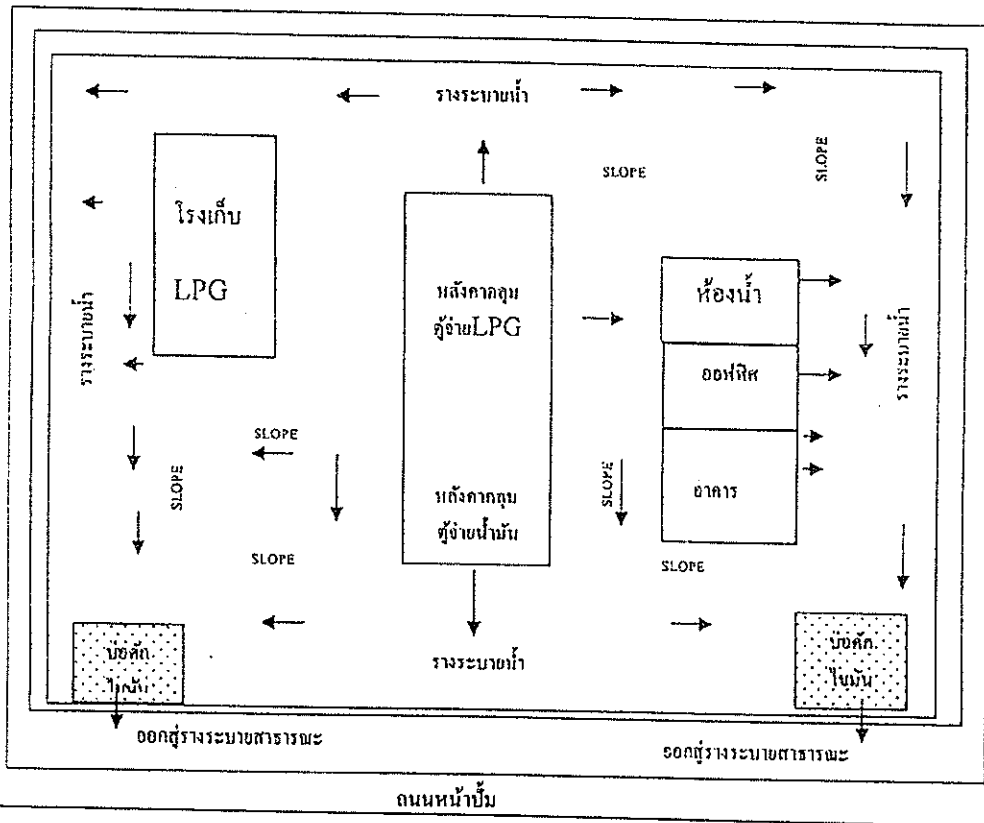 รางระบายน้ำ
SLOPE
SLOPE
โรงเก็บ
LPG
หลังคาคลุม
ตู้จ่ายLPG
ห้องน้ำ
รางระบายน้ำ
รางระบายน้ำ
ออฟฟิศ
SLOPE
SLOPE
SLOPE
หลังคาคลุม
ตู้จ่ายน้ำมัน
อาคาร
SLOPE
SLOPE
บ่อดัก
ไขมัน
รางระบายน้ำ
บ่อดัก
ไขมัน
ออกสู่รางระบายสาธารณะ
ออกสู่รางระบายสาธารณะ
ถนนหน้าปั๊ม